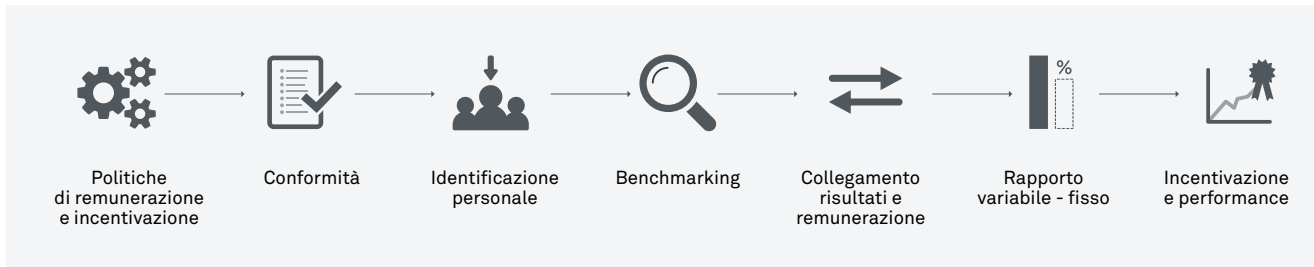 %
Politiche
di remunerazione
e incentivazione
Conformità
Identificazione
personale
Benchmarking
Collegamento
risultati e
remunerazione
Rapporto
variabile - fisso
Incentivazione
e performance